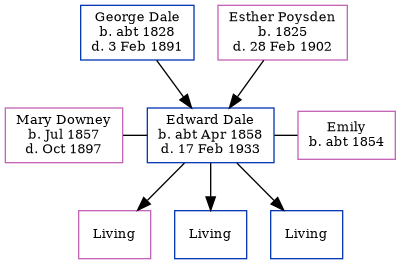 George Dale
b. abt 1828
d. 3 Feb 1891
Esther Poysden
b. 1825
d. 28 Feb 1902
Mary Downey
b. Jul 1857
d. Oct 1897
Edward Dale
b. abt Apr 1858
d. 17 Feb 1933
Emily
b. abt 1854
Living
Living
Living